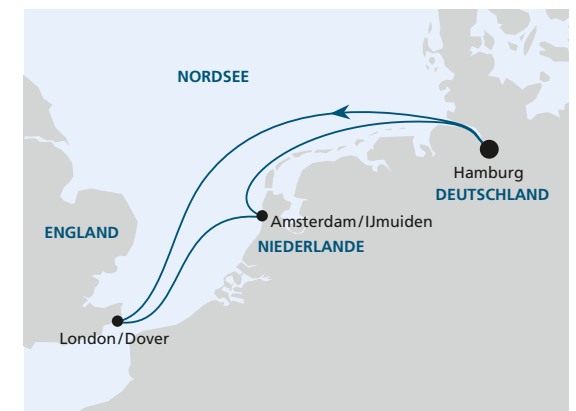 NORDSEE
Hamburg
DEUTSCHLAND
Amsterdam/IJmuiden
ENGLAND
NIEDERLANDE
London/Dover